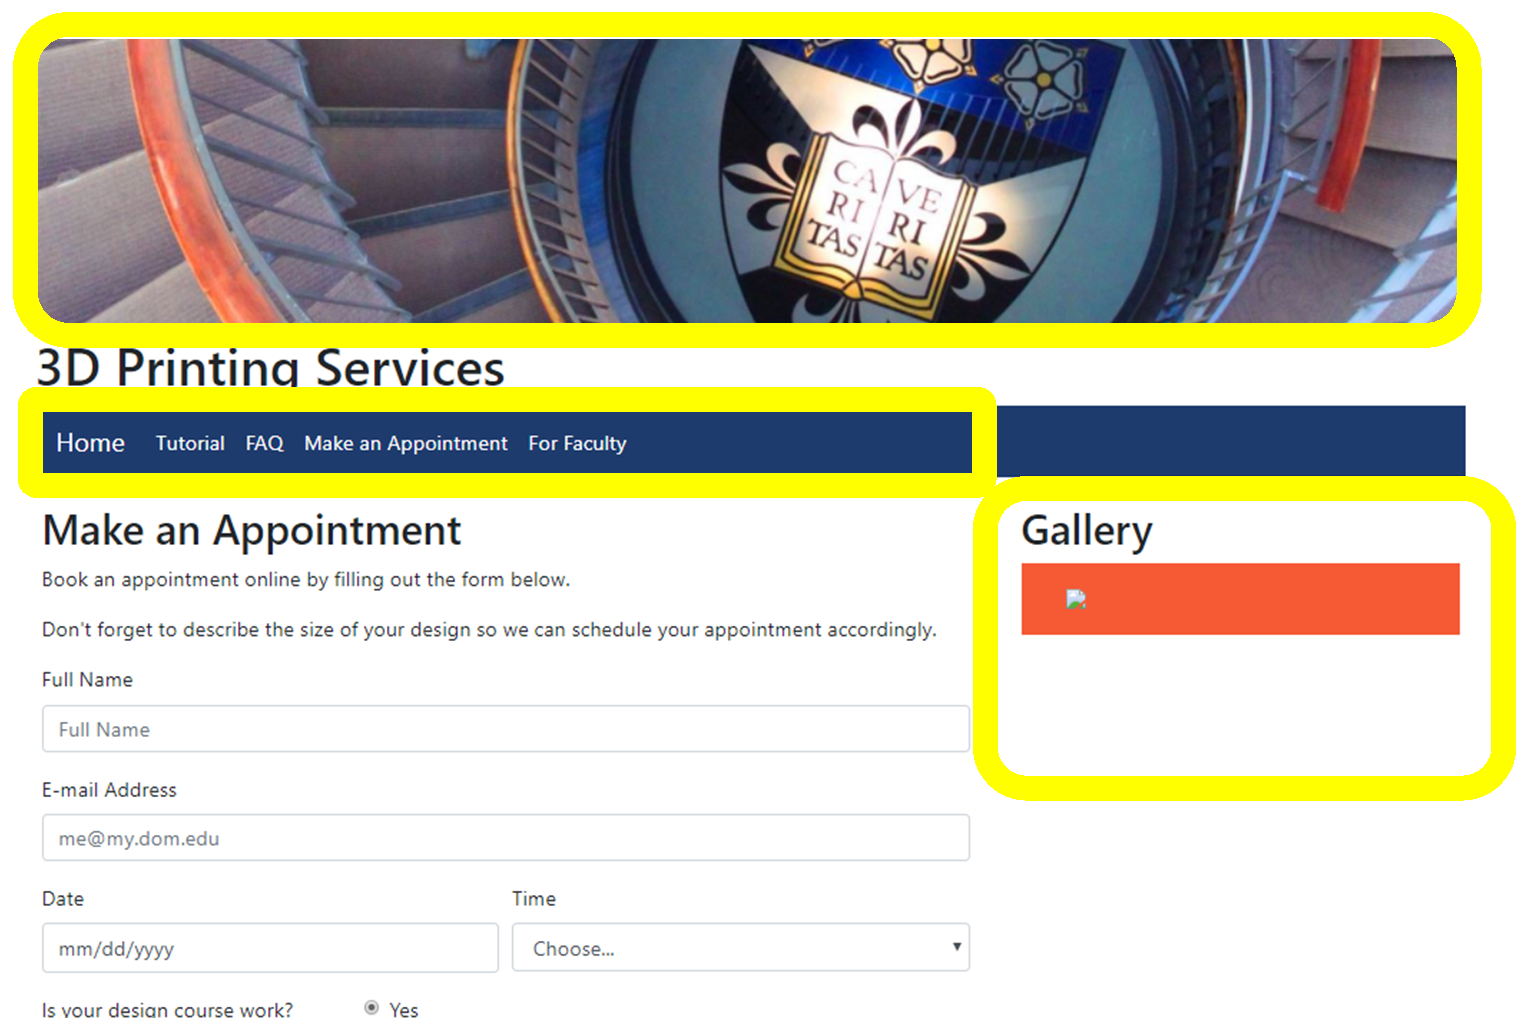 CA VE
RI RI
TAS TAS
3D Printing Services
Home Tutorial FAQ Make an Appointment For Faculty
Make an Appointment
Gallery
Book an appointment online by filling out the form below.
Don't forget to describe the size of your design so we can schedule your appointment accordingly.
Full Name
Full Name
E-mail Address
me@my.dom.edu
Date Time
mm/dd/yyyy Choose...
Is your design course work? Yes